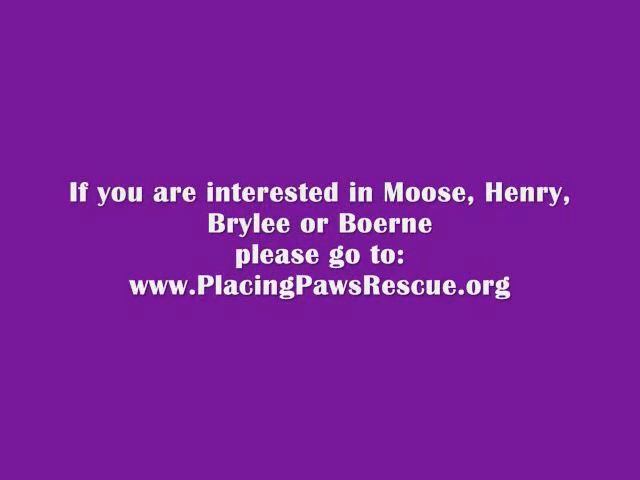 If you are interested in Moose, Henry,
Brylee or Boerne
please go to:
www.PlacingPawsRescue.org